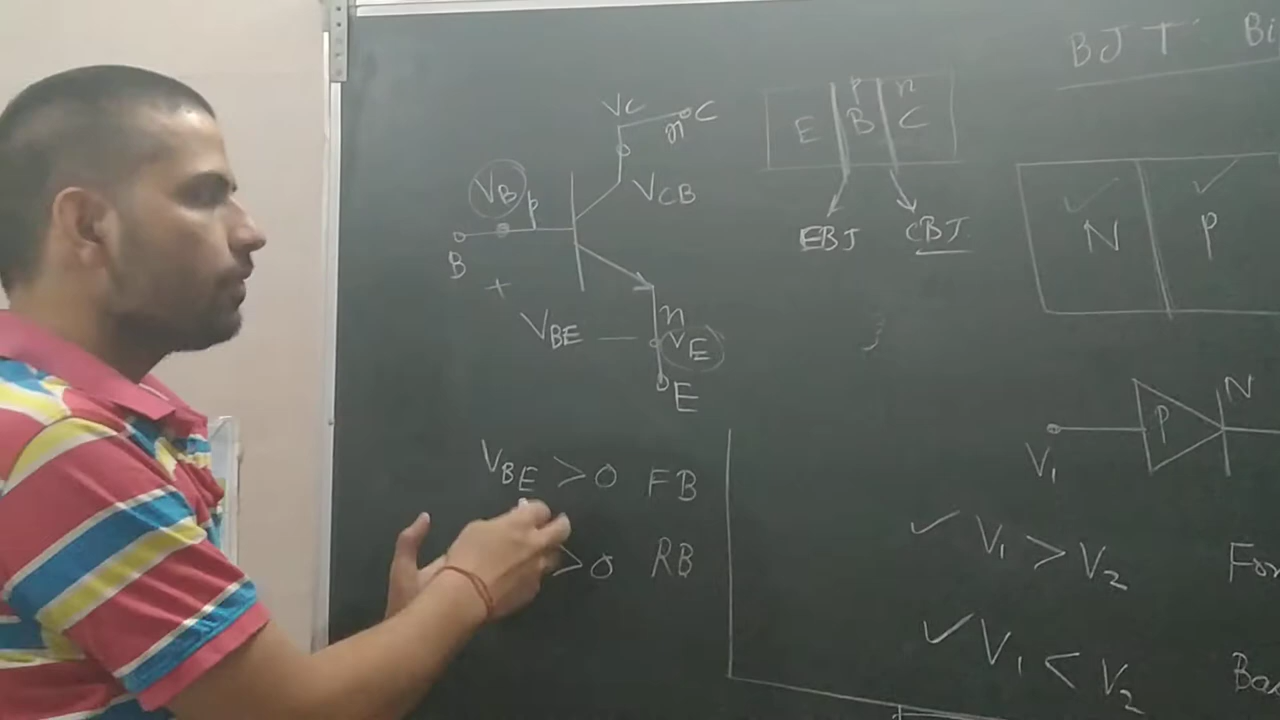 BJT Bi
VC
n C
VB p
VCB
B
+
VBE —
n
VE
E
p n
E B C
EBJ CBJ
N P
P N
V1
VBE >0 FB
>0 RB
V1 > V2 For
V1 < V2 Ba